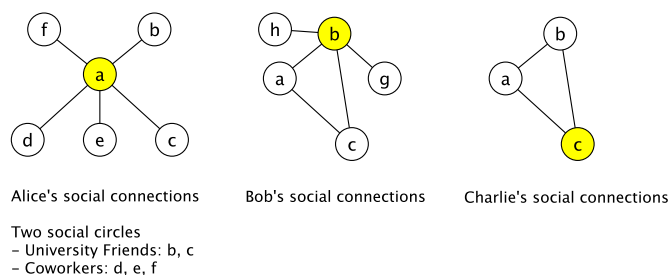 f
b
a
d
e
c
h
b
a
g
c
b
a
c
Alice's social connections
Bob's social connections
Charlie's social connections
Two social circles
– University Friends: b, c
– Coworkers: d, e, f